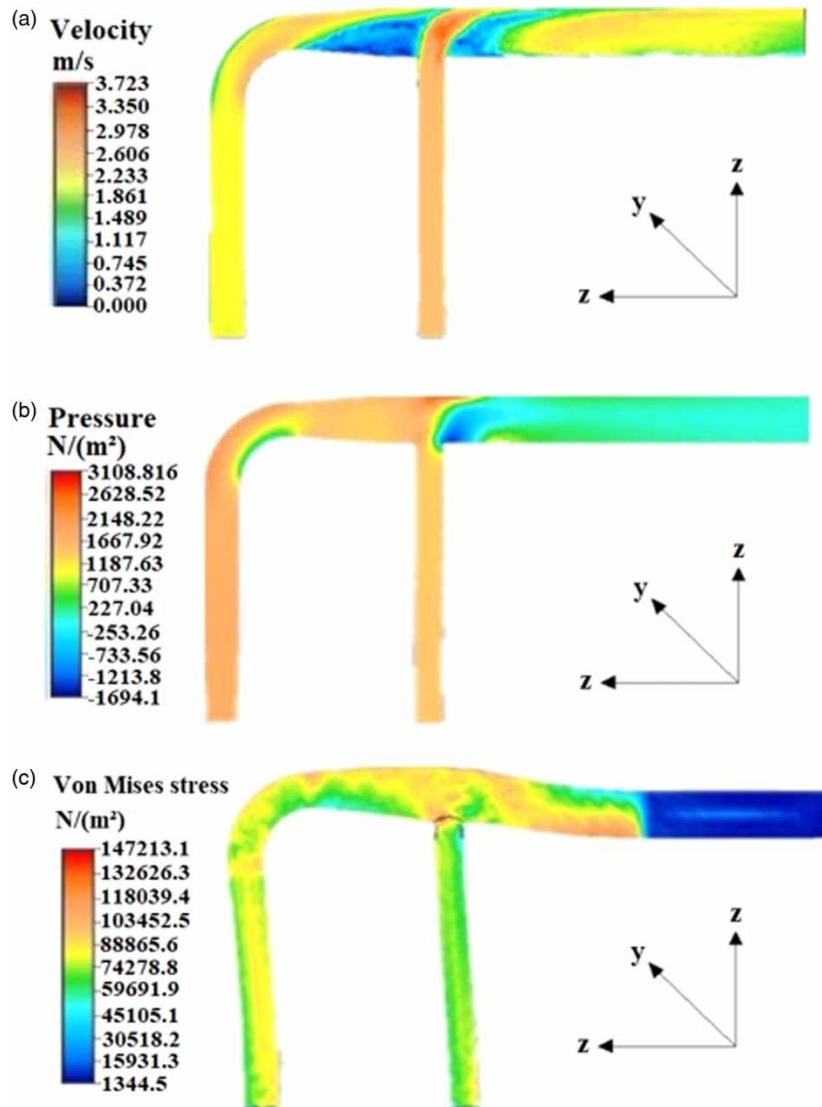 (a)
Velocity
m/s
3.723
3.350
2.978
2.606
2.233
1.861
1.489
1.117
0.745
0.372
0.000
z
y
z
(b)
Pressure
N/(m²)
3108.816
2628.52
2148.22
1667.92
1187.63
707.33
227.04
-253.26
-733.56
-1213.8
-1694.1
z
y
z
(c)
Von Mises stress
N/(m²)
147213.1
132626.3
118039.4
103452.5
88865.6
74278.8
59691.9
45105.1
30518.2
15931.3
1344.5
z
y
z